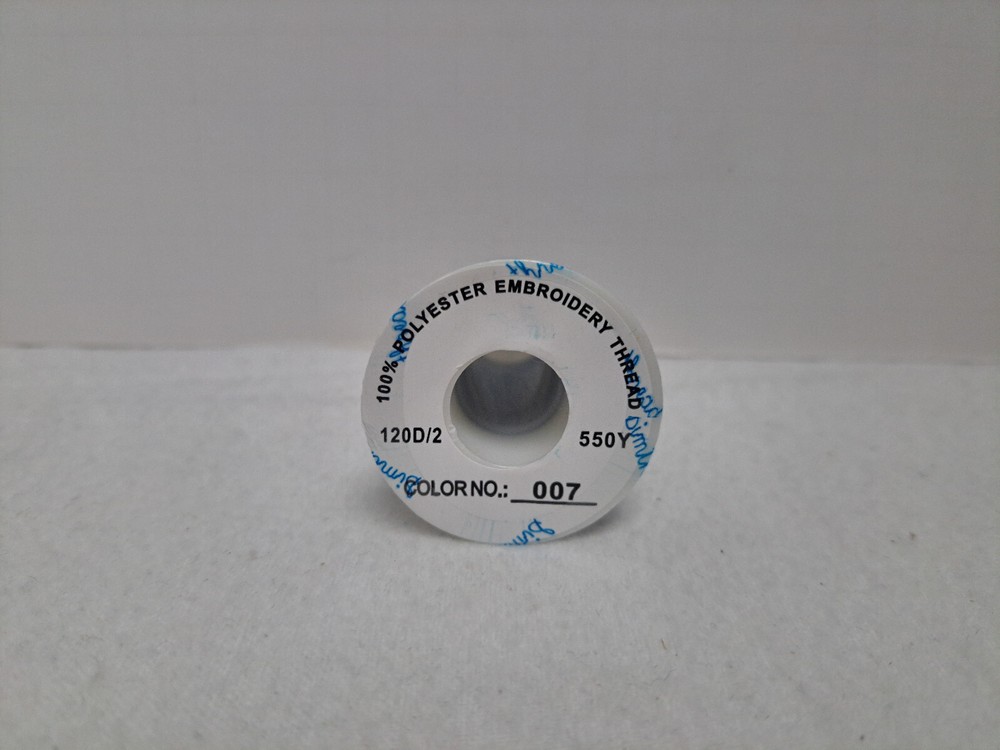 100% POLYESTER EMBROIDERY THREAD
120D/2
550Y
COLOR NO.: 007